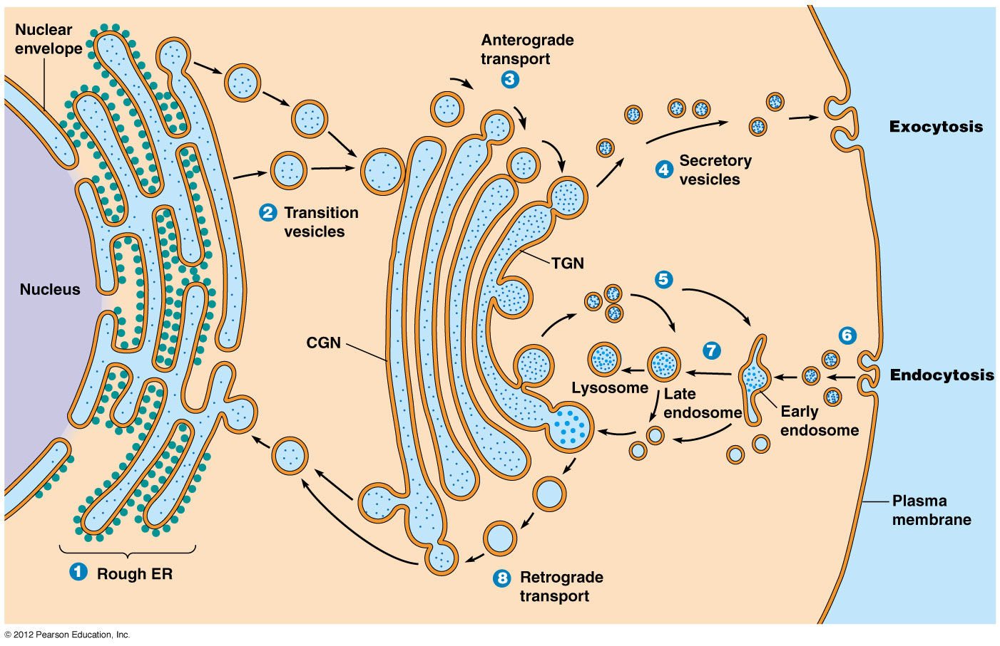 Nuclear
envelope
Anterograde
transport
3
Exocytosis
4 Secretory
vesicles
2 Transition
vesicles
TGN
Nucleus
5
CGN
6
7
Lysosome
Late
endosome
Endocytosis
Early
endosome
Plasma
membrane
1 Rough ER
8 Retrograde
transport
© 2012 Pearson Education, Inc.